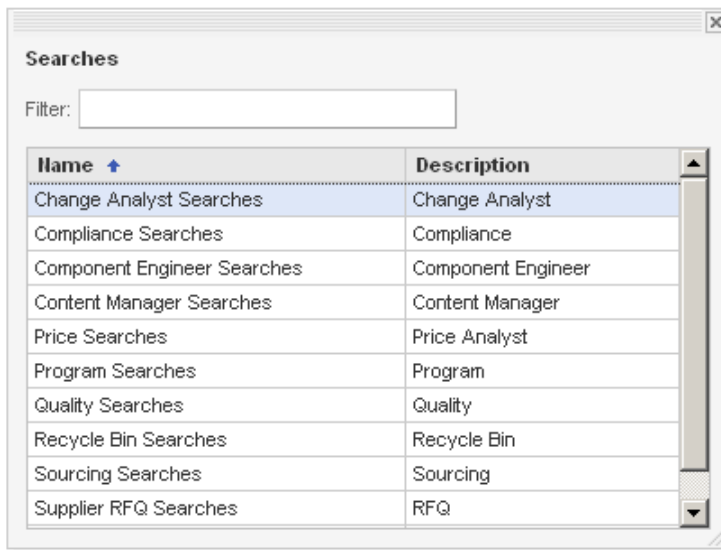 Searches
Filter:
Name Description
Change Analyst Searches Change Analyst
Compliance Searches Compliance
Component Engineer Searches Component Engineer
Content Manager Searches Content Manager
Price Searches Price Analyst
Program Searches Program
Quality Searches Quality
Recycle Bin Searches Recycle Bin
Sourcing Searches Sourcing
Supplier RFQ Searches RFQ